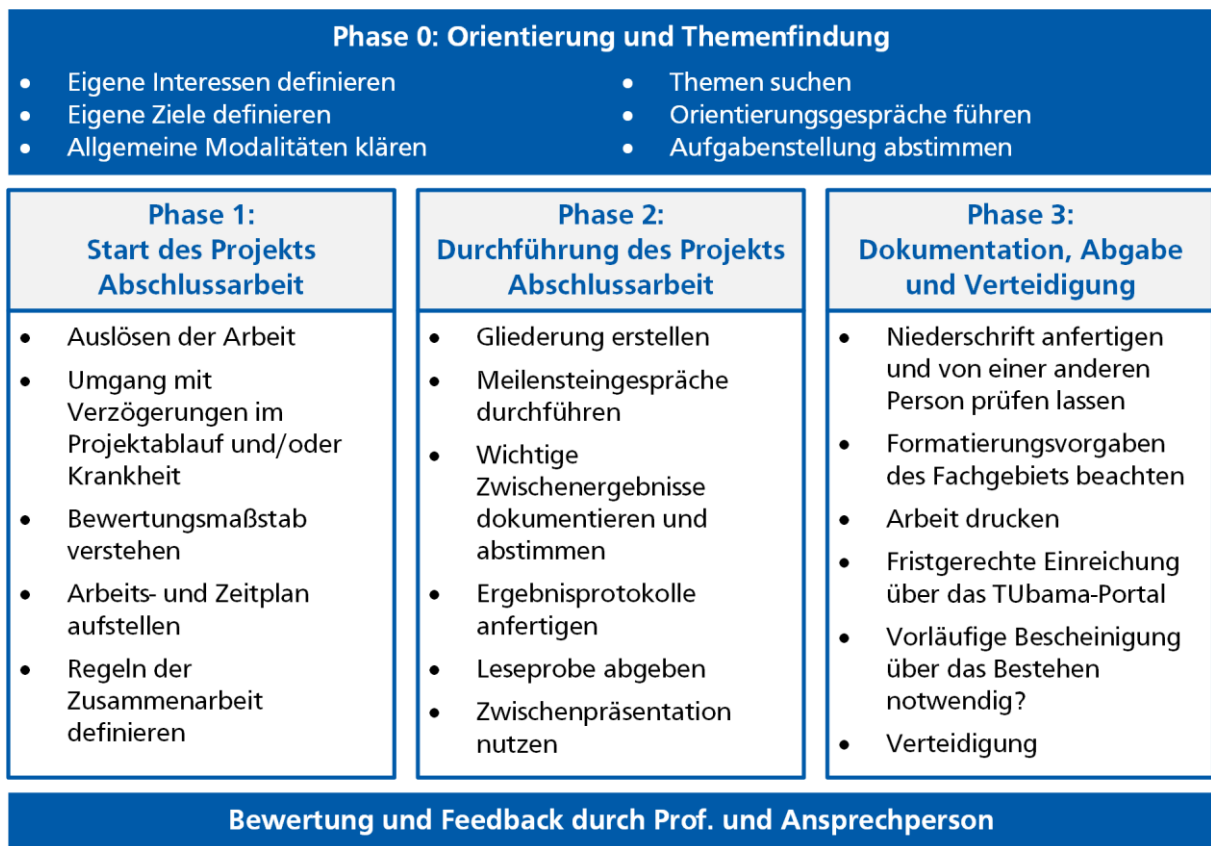 Phase 0: Orientierung und Themenfindung
• Eigene Interessen definieren
• Eigene Ziele definieren
• Allgemeine Modalitäten klären
• Themen suchen
• Orientierungsgespräche führen
• Aufgabenstellung abstimmen
Phase 1:
Start des Projekts
Abschlussarbeit
• Auslösen der Arbeit
• Umgang mit
Verzögerungen im
Projektablauf und/oder
Krankheit
• Bewertungsmaßstab
verstehen
• Arbeits- und Zeitplan
aufstellen
• Regeln der
Zusammenarbeit
definieren
Phase 2:
Durchführung des Projekts
Abschlussarbeit
• Gliederung erstellen
• Meilensteingespräche
durchführen
• Wichtige
Zwischenergebnisse
dokumentieren und
abstimmen
• Ergebnisprotokolle
anfertigen
• Leseprobe abgeben
• Zwischenpräsentation
nutzen
Phase 3:
Dokumentation, Abgabe
und Verteidigung
• Niederschrift anfertigen
und von einer anderen
Person prüfen lassen
• Formatierungsvorgaben
des Fachgebiets beachten
• Arbeit drucken
• Fristgerechte Einreichung
über das TUbama-Portal
• Vorläufige Bescheinigung
über das Bestehen
notwendig?
• Verteidigung
Bewertung und Feedback durch Prof. und Ansprechperson